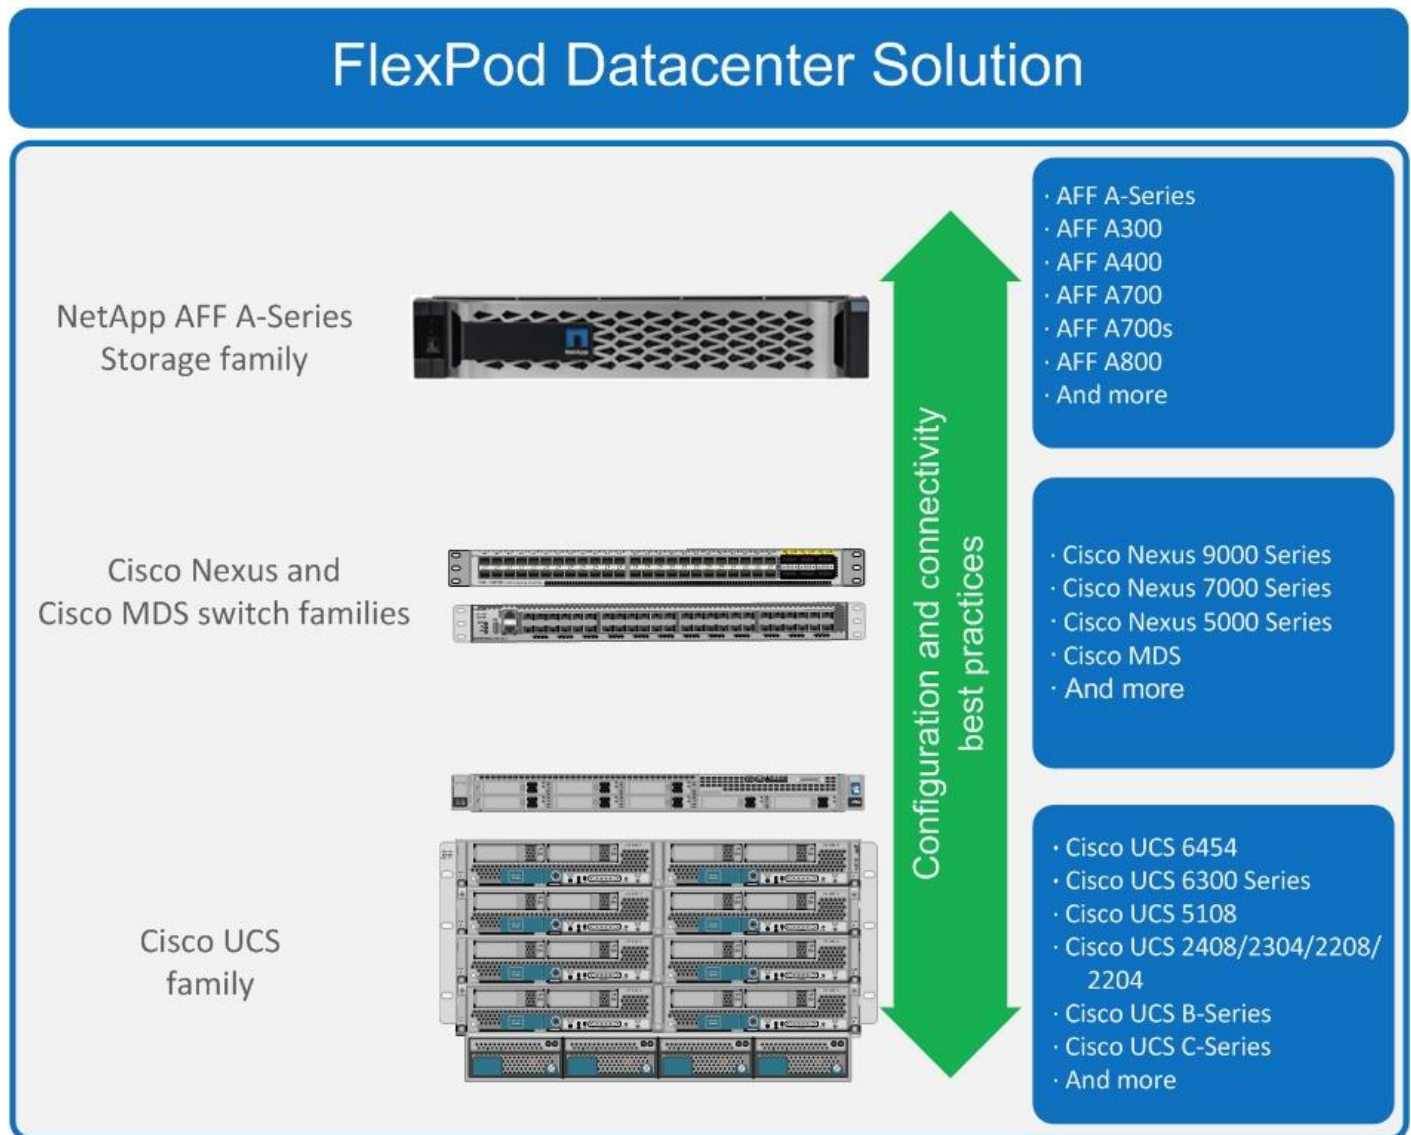 FlexPod Datacenter Solution
NetApp AFF A-Series
Storage family
NetApp
· AFF A-Series
· AFF A300
· AFF A400
· AFF A700
· AFF A700s
· AFF A800
· And more
Configuration and connectivity
best practices
Cisco Nexus and
Cisco MDS switch families
· Cisco Nexus 9000 Series
· Cisco Nexus 7000 Series
· Cisco Nexus 5000 Series
· Cisco MDS
· And more
Cisco UCS
family
· Cisco UCS 6454
· Cisco UCS 6300 Series
· Cisco UCS 5108
· Cisco UCS 2408/2304/2208/
2204
· Cisco UCS B-Series
· Cisco UCS C-Series
· And more